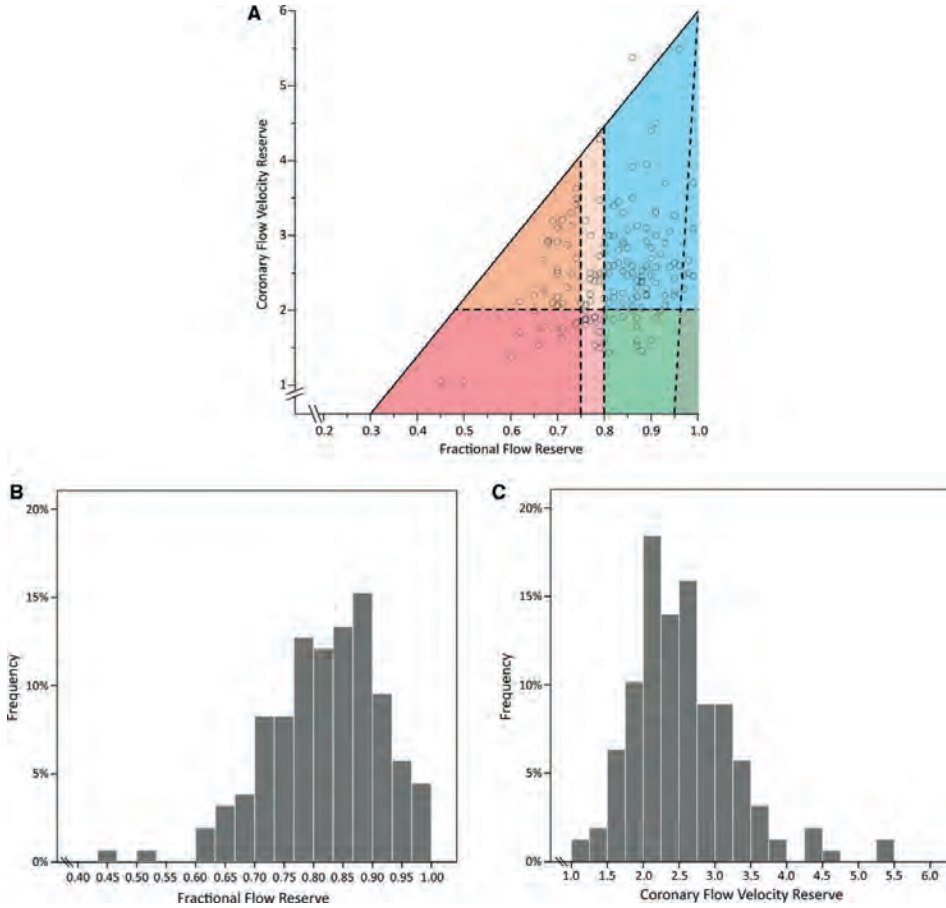 A
6
5
4
3
2
1
Coronary Flow Velocity Reserve
0.2 0.3 0.4 0.5 0.6 0.7 0.8 0.9 1.0
Fractional Flow Reserve
B
20%
15%
10%
5%
0%
Frequency
0.40 0.45 0.50 0.55 0.60 0.65 0.70 0.75 0.80 0.85 0.90 0.95 1.00
Fractional Flow Reserve
C
20%
15%
10%
5%
0%
Frequency
1.0 1.5 2.0 2.5 3.0 3.5 4.0 4.5 5.0 5.5 6.0
Coronary Flow Velocity Reserve